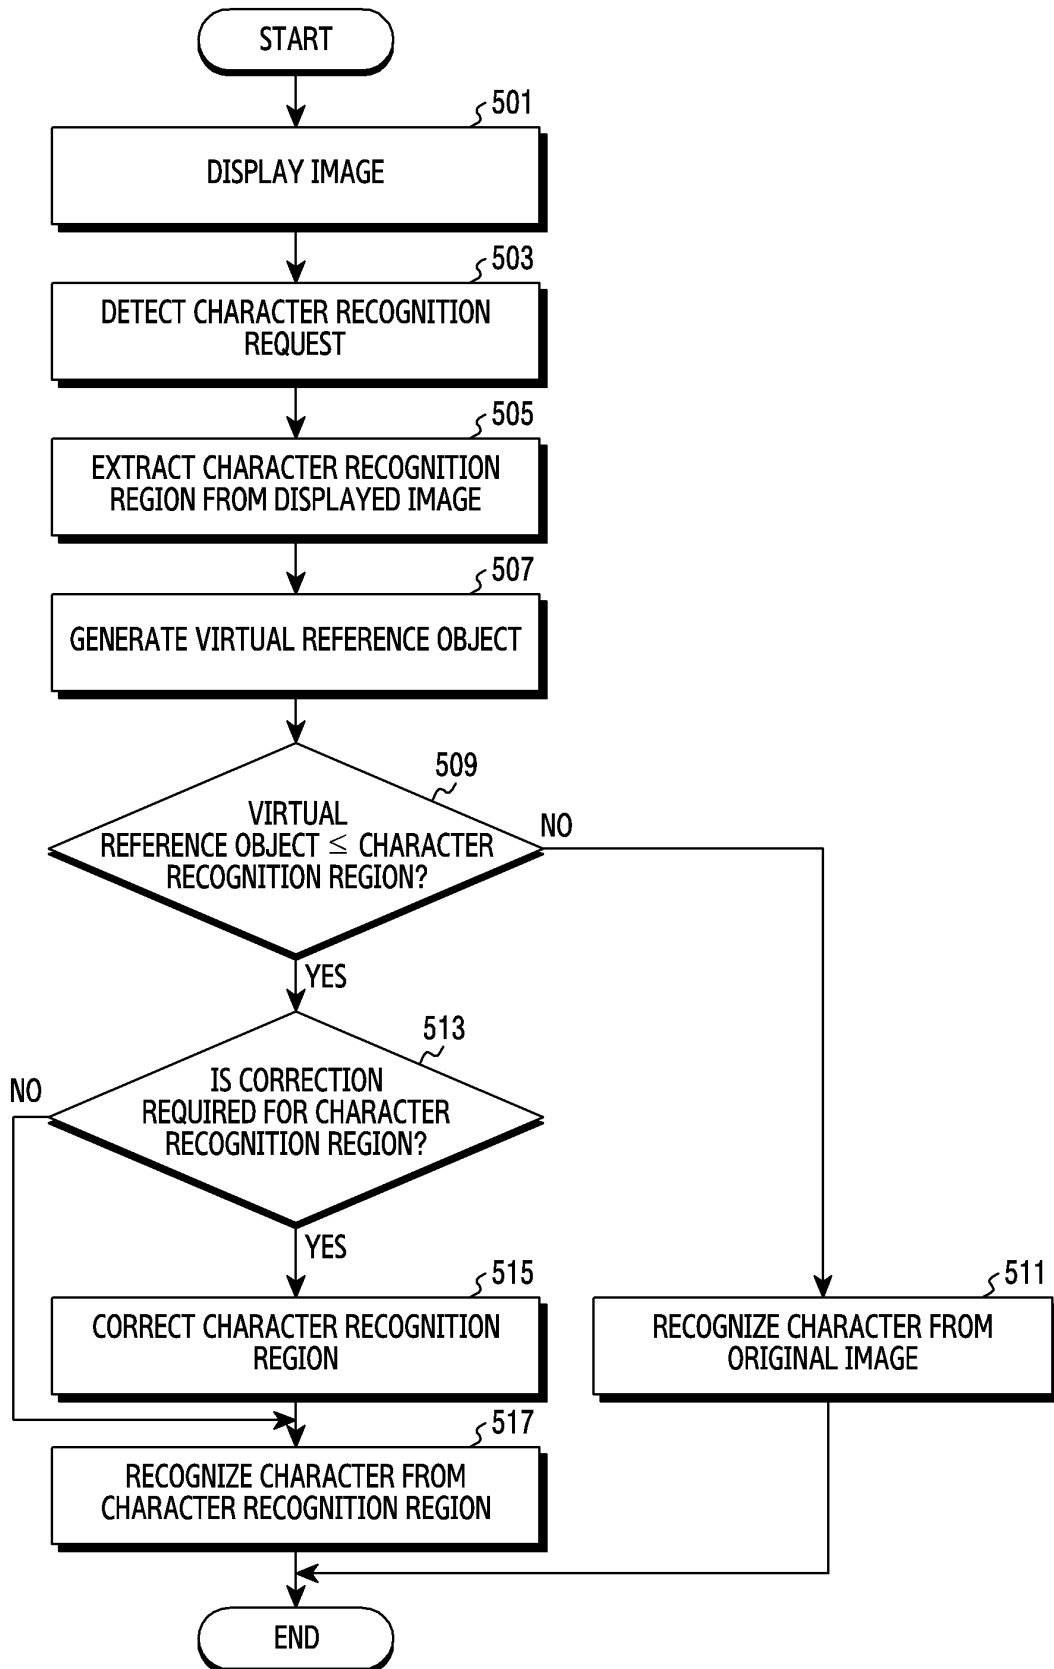 START
501
DISPLAY IMAGE
503
DETECT CHARACTER RECOGNITION
REQUEST
505
EXTRACT CHARACTER RECOGNITION
REGION FROM DISPLAYED IMAGE
507
GENERATE VIRTUAL REFERENCE OBJECT
509
VIRTUAL
REFERENCE OBJECT ≤ CHARACTER
RECOGNITION REGION?
NO
YES
513
IS CORRECTION
REQUIRED FOR CHARACTER
RECOGNITION REGION?
NO
YES
515
CORRECT CHARACTER RECOGNITION
REGION
511
RECOGNIZE CHARACTER FROM
ORIGINAL IMAGE
517
RECOGNIZE CHARACTER FROM
CHARACTER RECOGNITION REGION
END